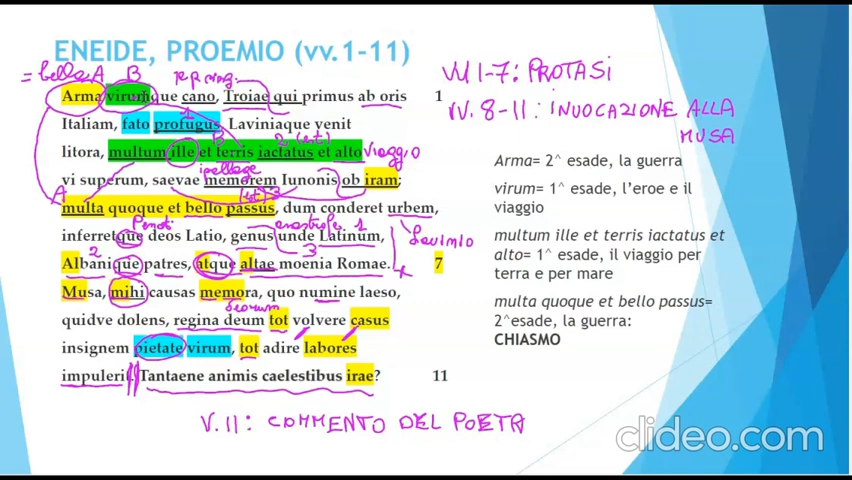 ENEIDE, PROEMIO (vv.1-11)
= bella A B
Arma virumque cano, Troiae qui primus ab oris 1
Italiam, fato profugus, Laviniaque venit
litora, multum ille et terris iactatus et alto viaggio
vi superum, saevae memorem Iunonis ob iram;
multa quoque et bello passus, dum conderet urbem,
inferretque deos Latio, genus unde Latinum,
Albanique patres, atque altae moenia Romae. 7
Musa, mihi causas memora, quo numine laeso,
quidve dolens, regina deum tot volvere casus
insignem pietate virum, tot adire labores
impulerit. Tantaene animis caelestibus irae? 11
V. 11: COMMENTO DEL POETA
VV 1-7: PROTASI
VV. 8-11: INVOCAZIONE ALLA
MUSA
Arma= 2^ esade, la guerra
virum= 1^ esade, l'eroe e il
viaggio
multum ille et terris iactatus et
alto= 1^ esade, il viaggio per
terra e per mare
multa quoque et bello passus=
2^esade, la guerra:
CHIASMO
Lavinio
Penati
anastrofe
deorum
ipallage
clideo.com